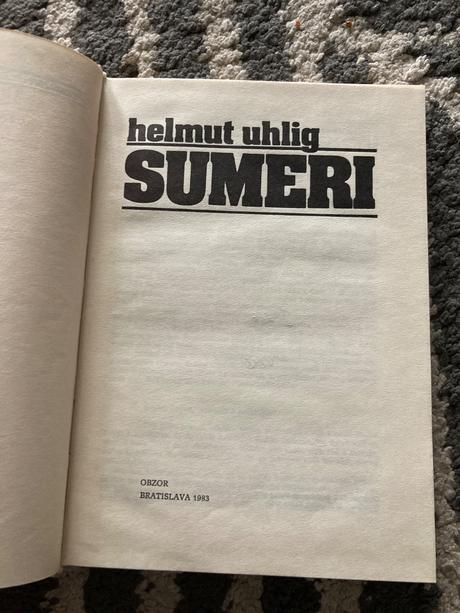 helmut uhlig
SUMERI
OBZOR
BRATISLAVA 1983